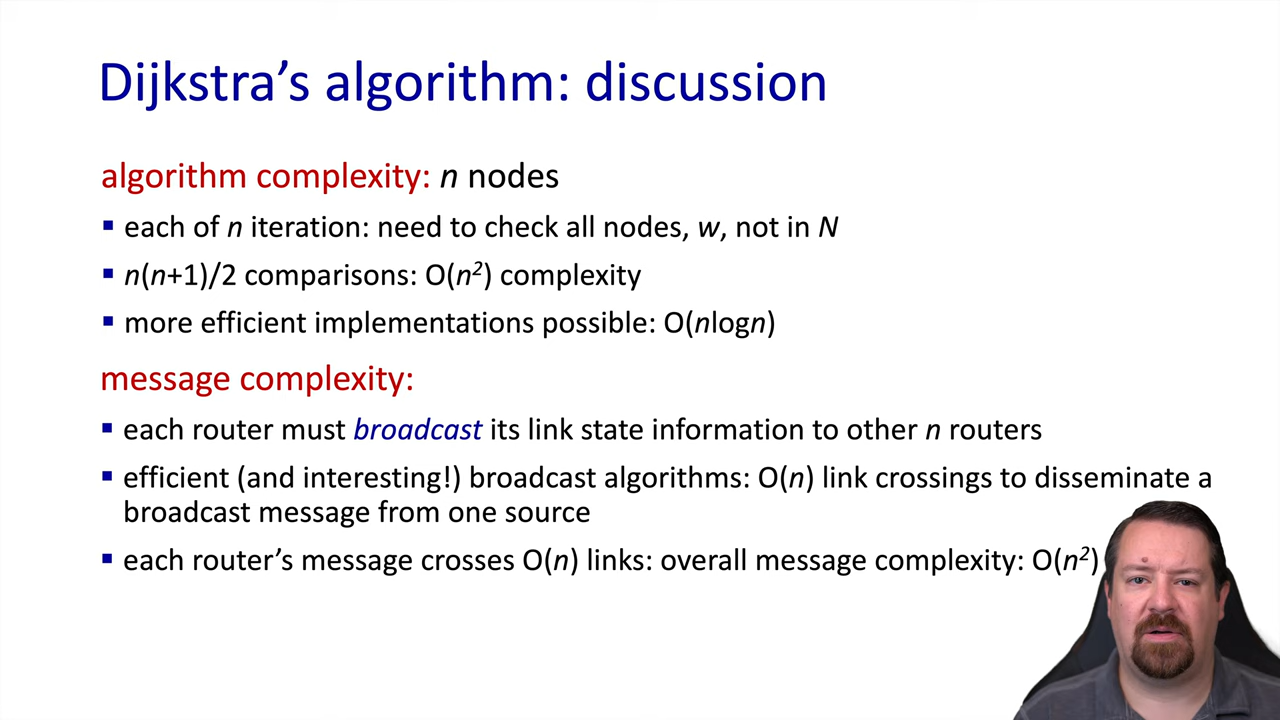 Dijkstra’s algorithm: discussion
algorithm complexity: n nodes
▪ each of n iteration: need to check all nodes, w, not in N
▪ n(n+1)/2 comparisons: O(n²) complexity
▪ more efficient implementations possible: O(nlogn)
message complexity:
▪ each router must broadcast its link state information to other n routers
▪ efficient (and interesting!) broadcast algorithms: O(n) link crossings to disseminate a
broadcast message from one source
▪ each router’s message crosses O(n) links: overall message complexity: O(n²)